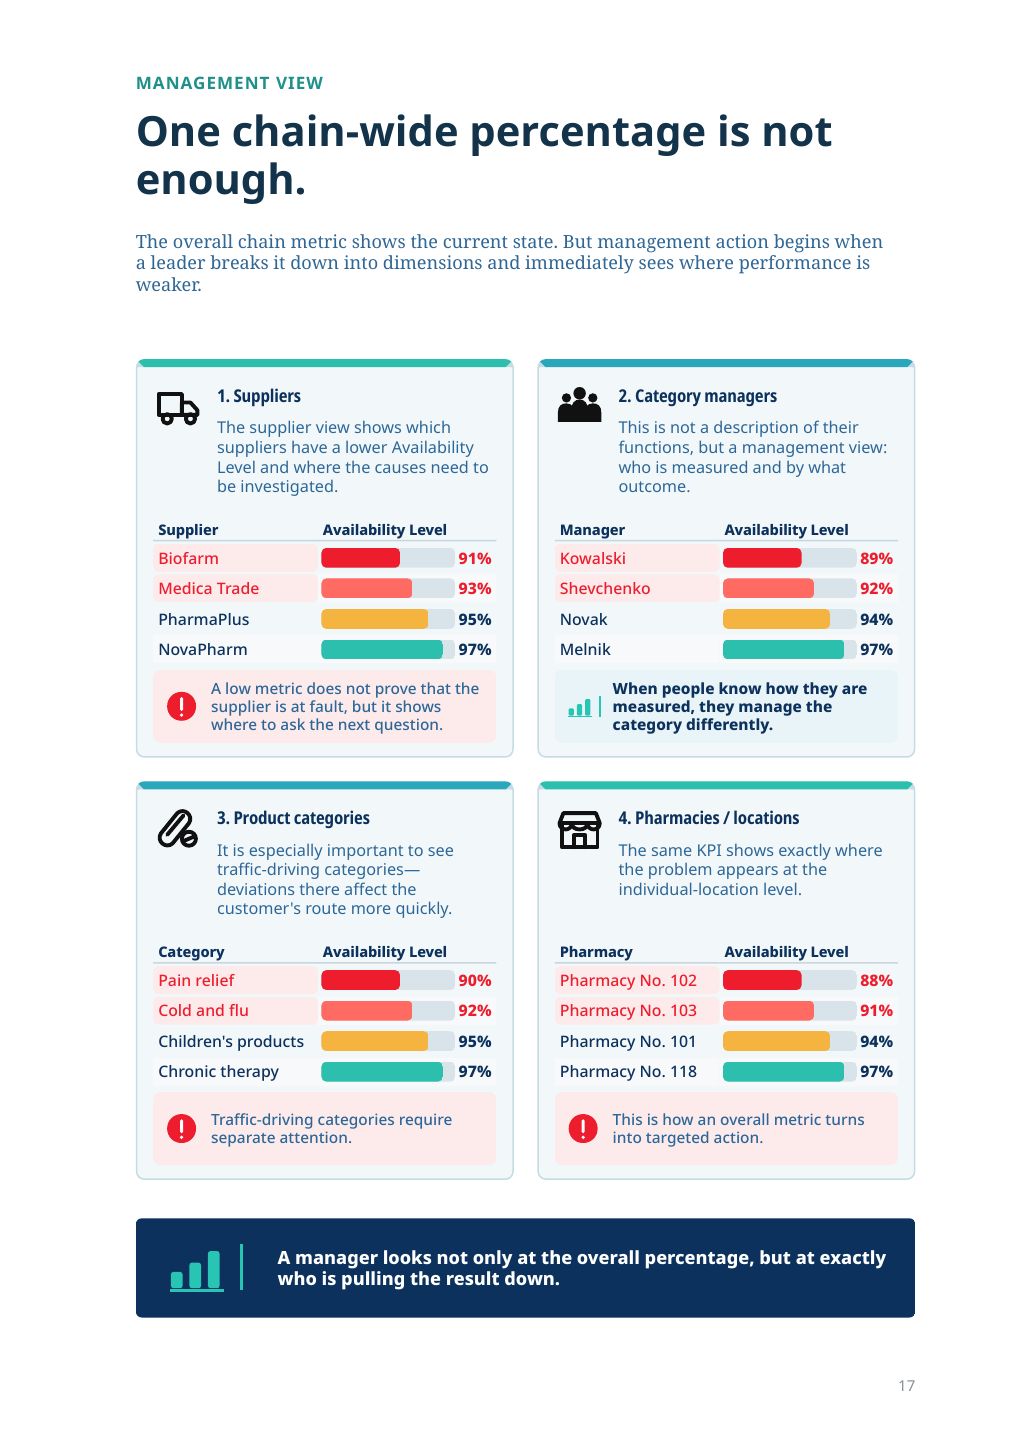 MANAGEMENT VIEW
One chain-wide percentage is not
enough.
The overall chain metric shows the current state. But management action begins when
a leader breaks it down into dimensions and immediately sees where performance is
weaker.
1. Suppliers
The supplier view shows which
suppliers have a lower Availability
Level and where the causes need to
be investigated.
Supplier Availability Level
Biofarm 91%
Medica Trade 93%
PharmaPlus 95%
NovaPharm 97%
A low metric does not prove that the
supplier is at fault, but it shows
where to ask the next question.
2. Category managers
This is not a description of their
functions, but a management view:
who is measured and by what
outcome.
Manager Availability Level
Kowalski 89%
Shevchenko 92%
Novak 94%
Melnik 97%
When people know how they are
measured, they manage the
category differently.
3. Product categories
It is especially important to see
traffic-driving categories—
deviations there affect the
customer's route more quickly.
Category Availability Level
Pain relief 90%
Cold and flu 92%
Children's products 95%
Chronic therapy 97%
Traffic-driving categories require
separate attention.
4. Pharmacies / locations
The same KPI shows exactly where
the problem appears at the
individual-location level.
Pharmacy Availability Level
Pharmacy No. 102 88%
Pharmacy No. 103 91%
Pharmacy No. 101 94%
Pharmacy No. 118 97%
This is how an overall metric turns
into targeted action.
A manager looks not only at the overall percentage, but at exactly
who is pulling the result down.
17